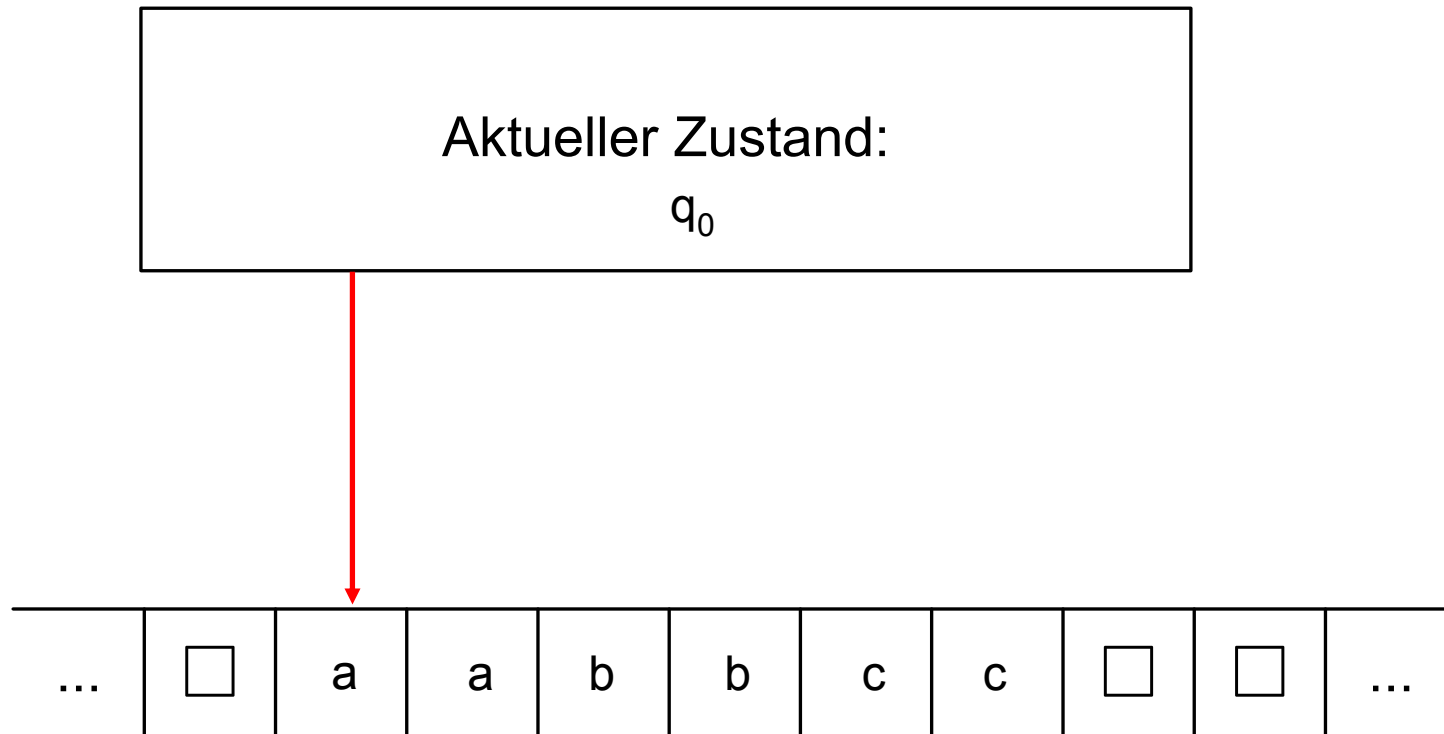 Aktueller Zustand:
q₀
... □ a a b b c c □ □ ...